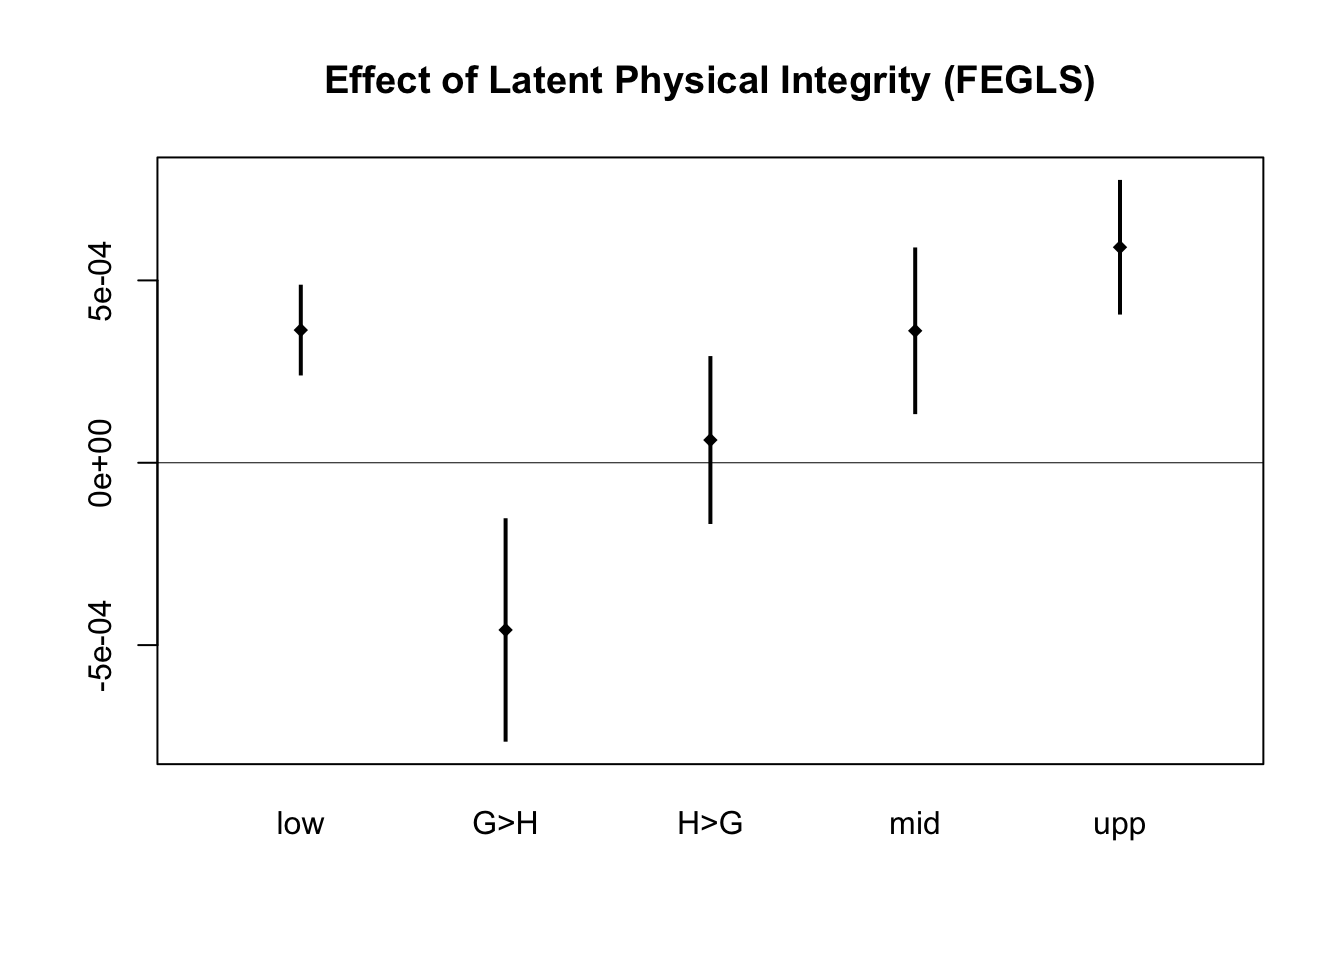 Effect of Latent Physical Integrity (FEGLS)
5e-04
0e+00
-5e-04
low G>H H>G mid upp